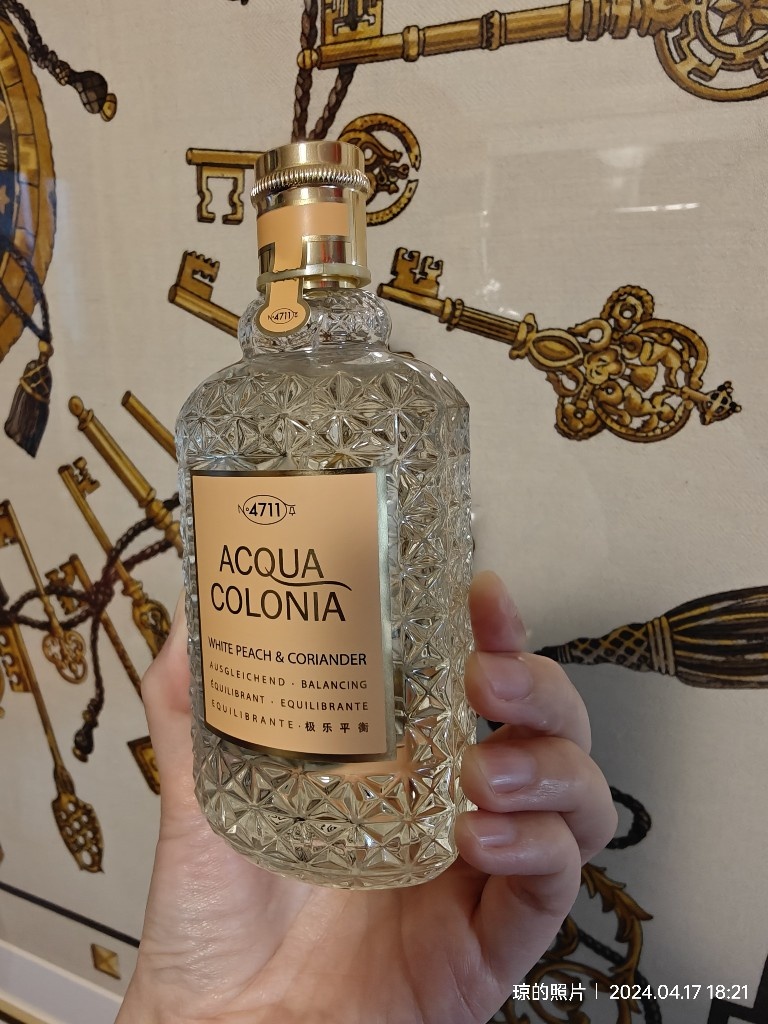 Nº4711
Nº4711
ACQUA
COLONIA
WHITE PEACH & CORIANDER
AUSGLEICHEND · BALANCING
ÉQUILIBRANT · EQUILIBRANTE
EQUILIBRANTE · 极乐平衡
琼的照片 | 2024.04.17 18:21